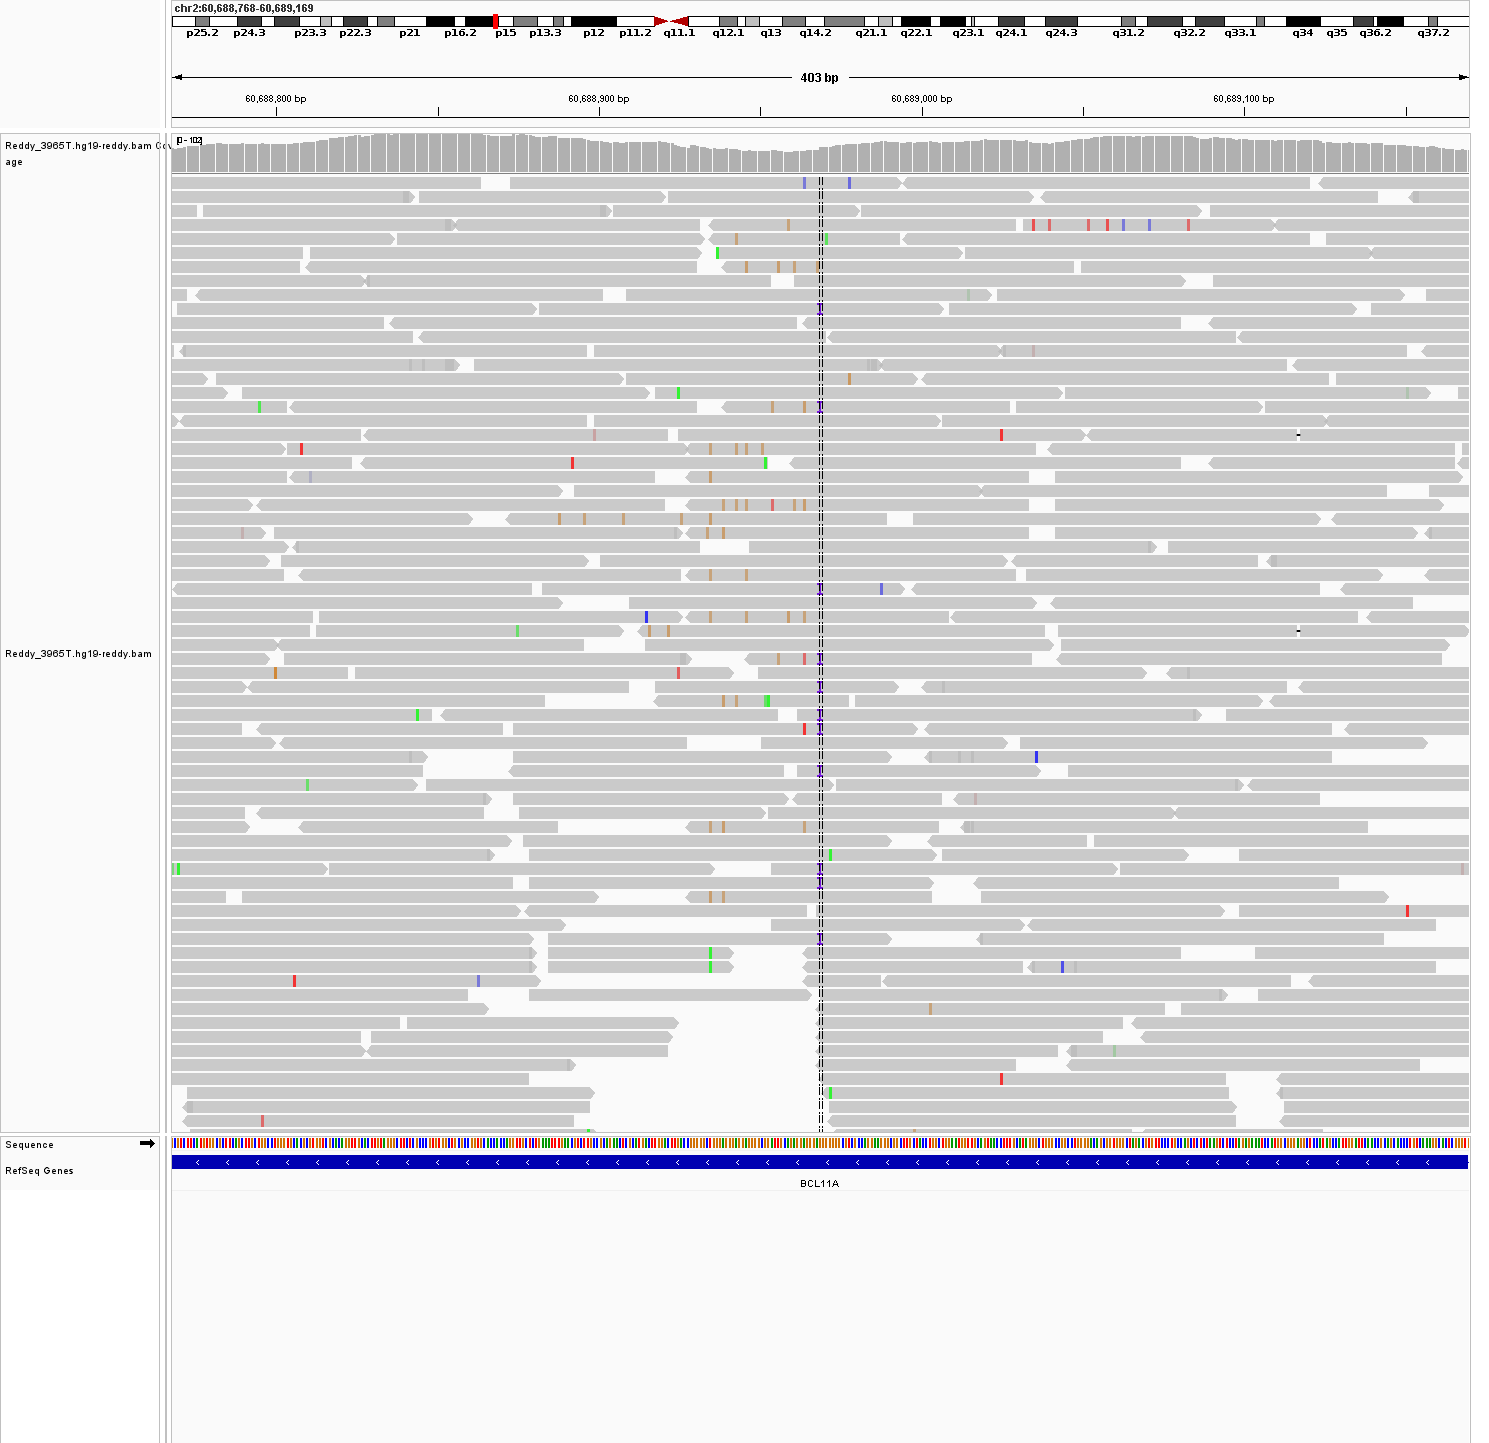 chr2:60,688,768-60,689,169
p25.2 p24.3 p23.3 p22.3 p21 p16.2 p15 p13.3 p12 p11.2 q11.1 q12.1 q13 q14.2 q21.1 q22.1 q23.1 q24.1 q24.3 q31.2 q32.2 q33.1 q34 q35 q36.2 q37.2
403 bp
60,688,800 bp 60,688,900 bp 60,689,000 bp 60,689,100 bp
[0 - 102]
Reddy_3965T.hg19-reddy.bam Cov
age
Reddy_3965T.hg19-reddy.bam
Sequence
RefSeq Genes
BCL11A